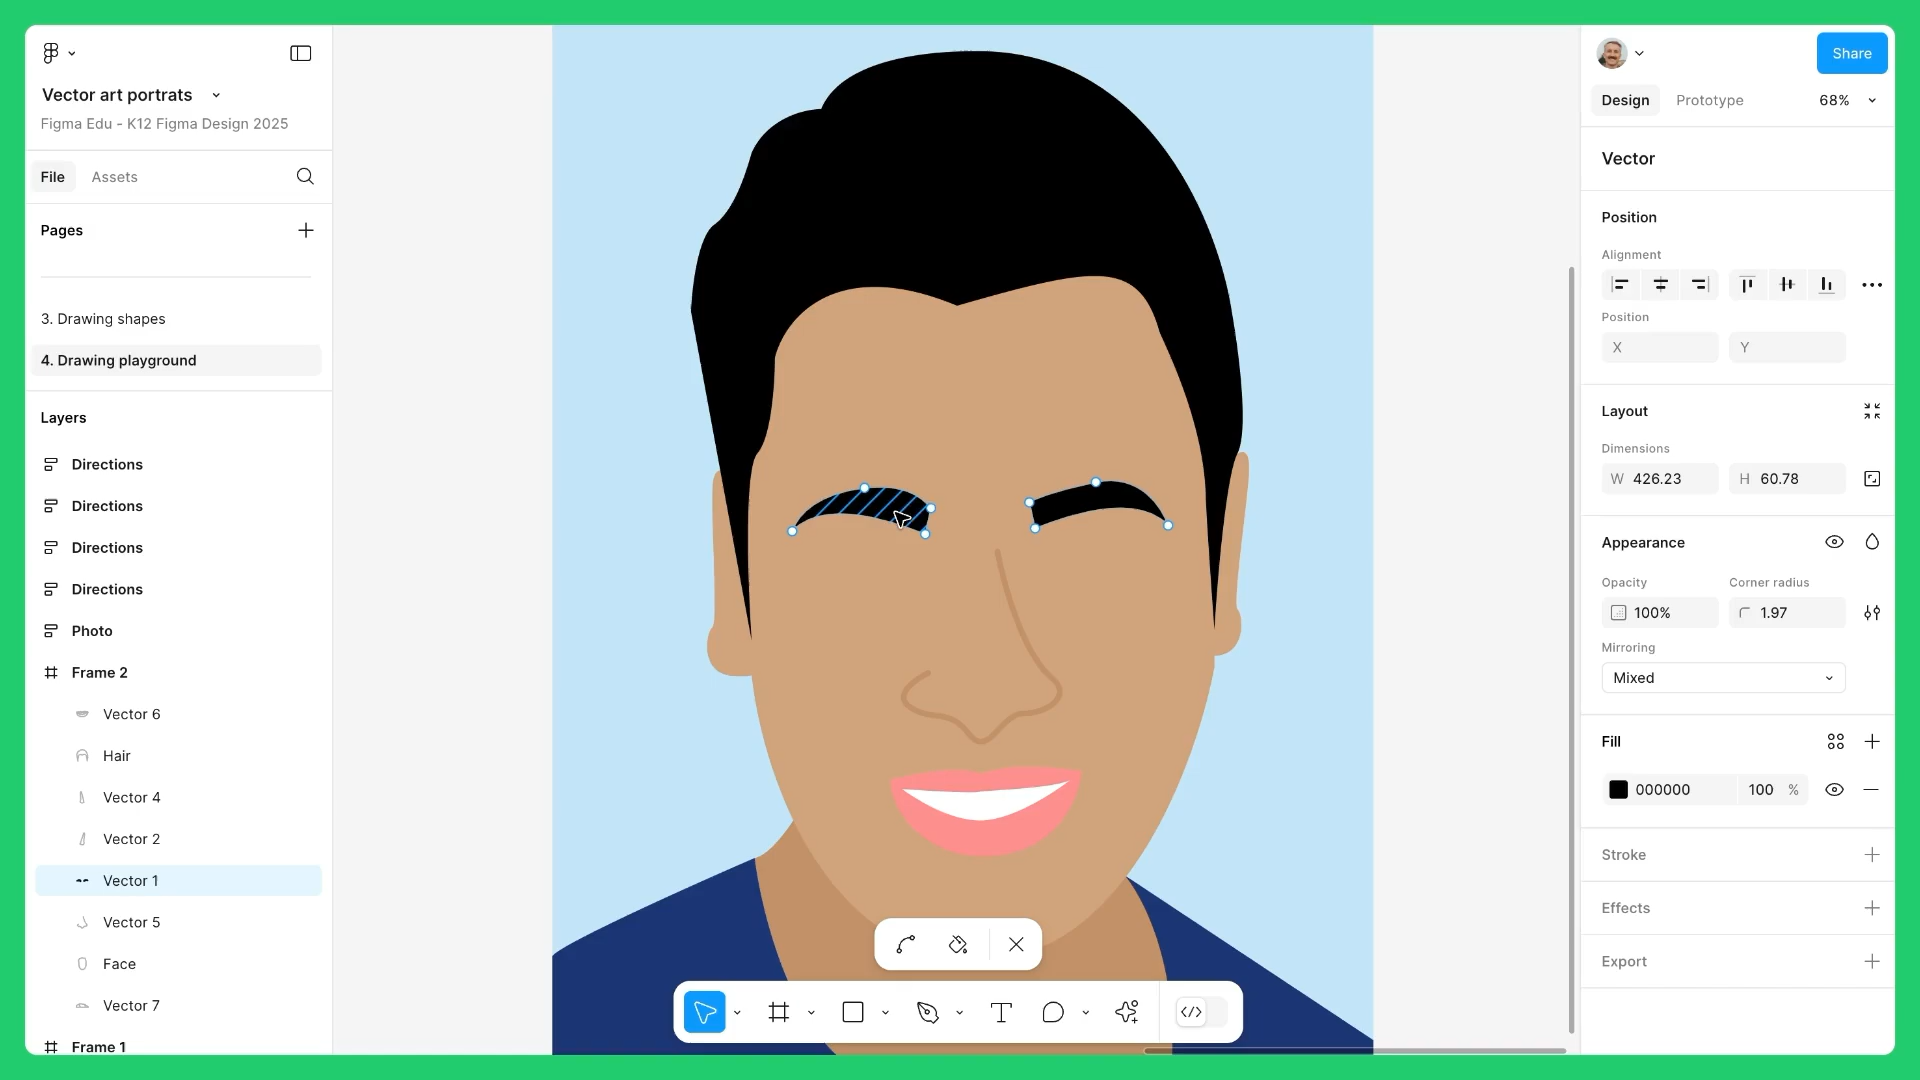 Vector art portrats
Figma Edu - K12 Figma Design 2025
File
Assets
Pages
3. Drawing shapes
4. Drawing playground
Layers
Directions
Directions
Directions
Directions
Photo
Frame 2
Vector 6
Hair
Vector 4
Vector 2
Vector 1
Vector 5
Face
Vector 7
Frame 1
Share
Design
Prototype
68%
Vector
Position
Alignment
Position
X
Y
Layout
Dimensions
W 426.23
H 60.78
Appearance
Opacity
Corner radius
100%
1.97
Mirroring
Mixed
Fill
000000
100 %
Stroke
Effects
Export